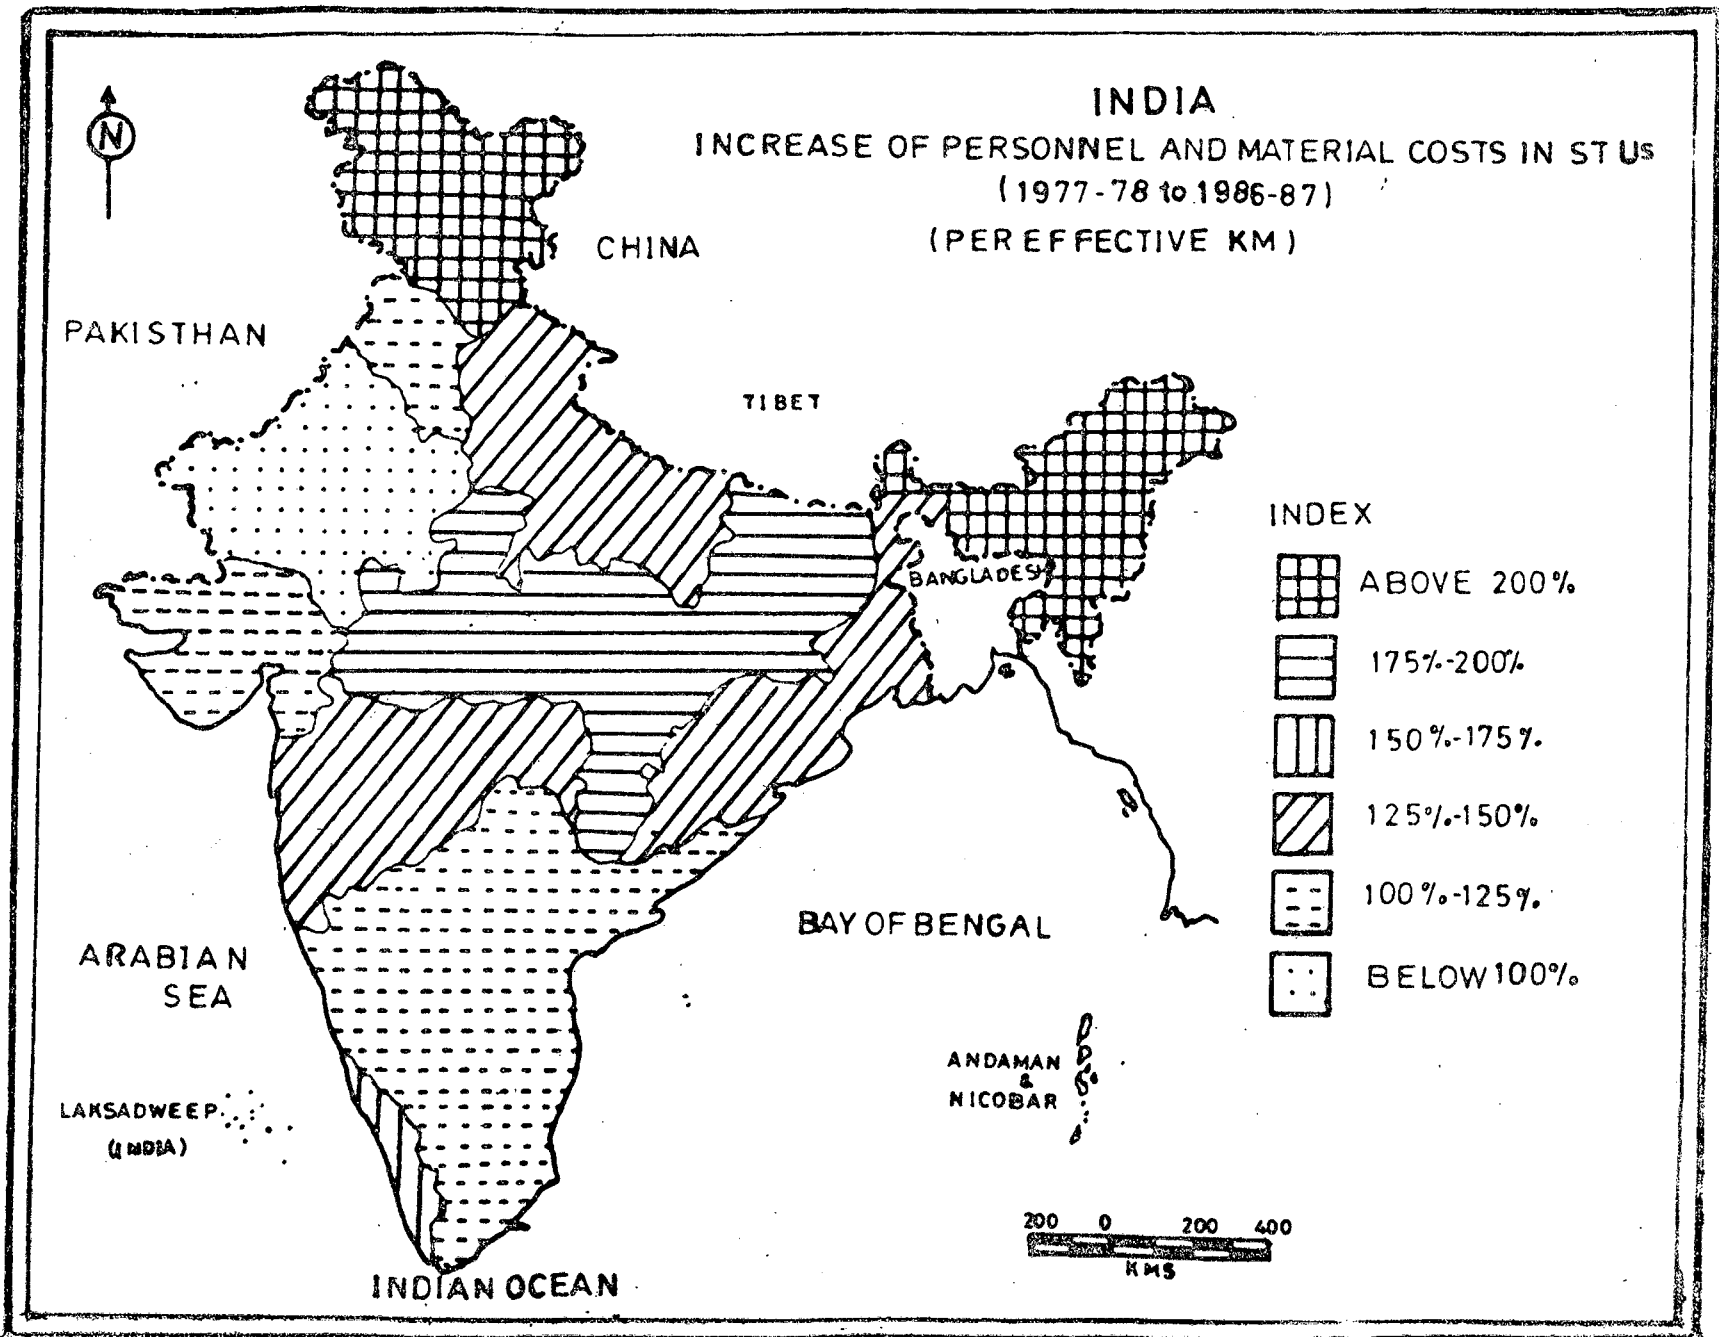 INDIA
INCREASE OF PERSONNEL AND MATERIAL COSTS IN STUs
(1977-78 to 1986-87)
(PER EFFECTIVE KM)
N
CHINA
PAKISTHAN
TIBET
BANGLADESH
INDEX
ABOVE 200%
175%-200%
150%-175%
125%-150%
100%-125%
BELOW 100%
BAY OF BENGAL
ARABIAN
SEA
ANDAMAN
&
NICOBAR
LAKSADWEEP
(INDIA)
200 0 200 400
KMS
INDIAN OCEAN